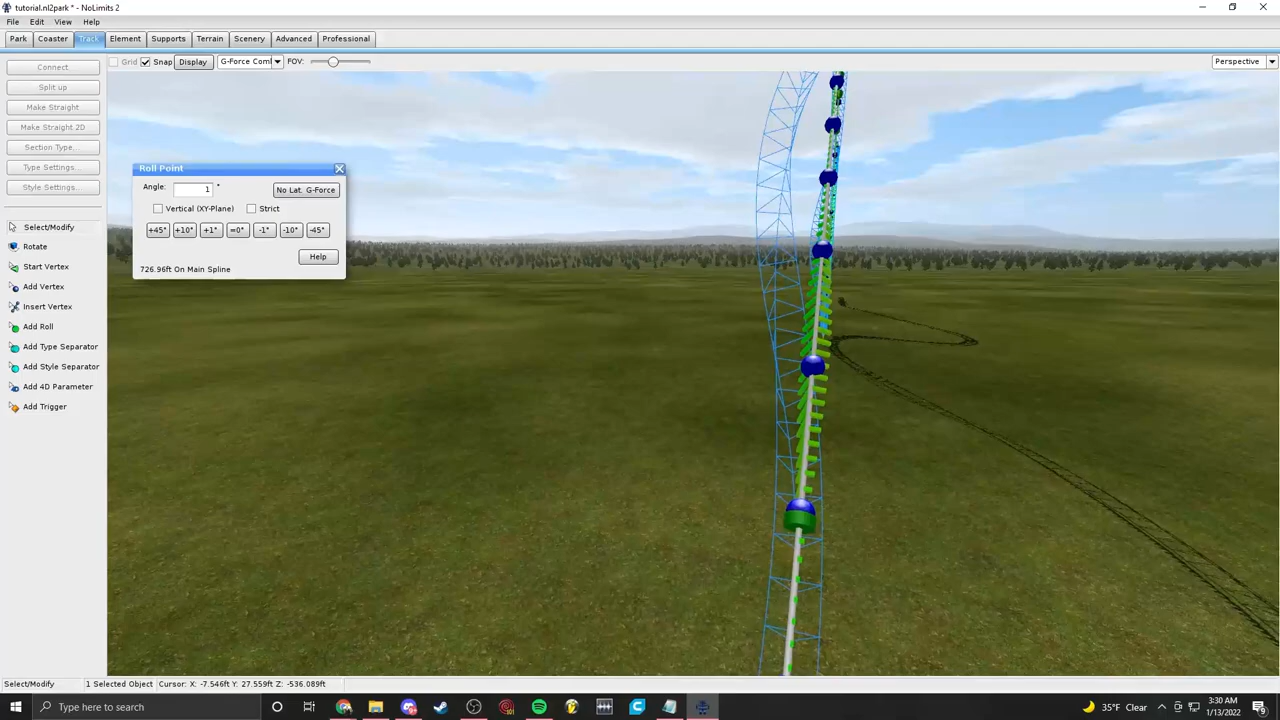 tutorial.nl2park * - NoLimits 2
File Edit View Help
Park Coaster Track Element Supports Terrain Scenery Advanced Professional
Grid Snap Display G-Force Coml FOV: Perspective
Connect
Split up
Make Straight
Make Straight 2D
Section Type...
Type Settings...
Style Settings...
Select/Modify
Rotate
Start Vertex
Add Vertex
Insert Vertex
Add Roll
Add Type Separator
Add Style Separator
Add 4D Parameter
Add Trigger
Roll Point
Angle: 1 ° No Lat. G-Force
Vertical (XY-Plane) Strict
+45° +10° +1° =0° -1° -10° -45°
Help
726.96ft On Main Spline
Select/Modify 1 Selected Object Cursor: X: -7.546ft Y: 27.559ft Z: -536.089ft
Type here to search
35°F Clear
3:30 AM
1/13/2022